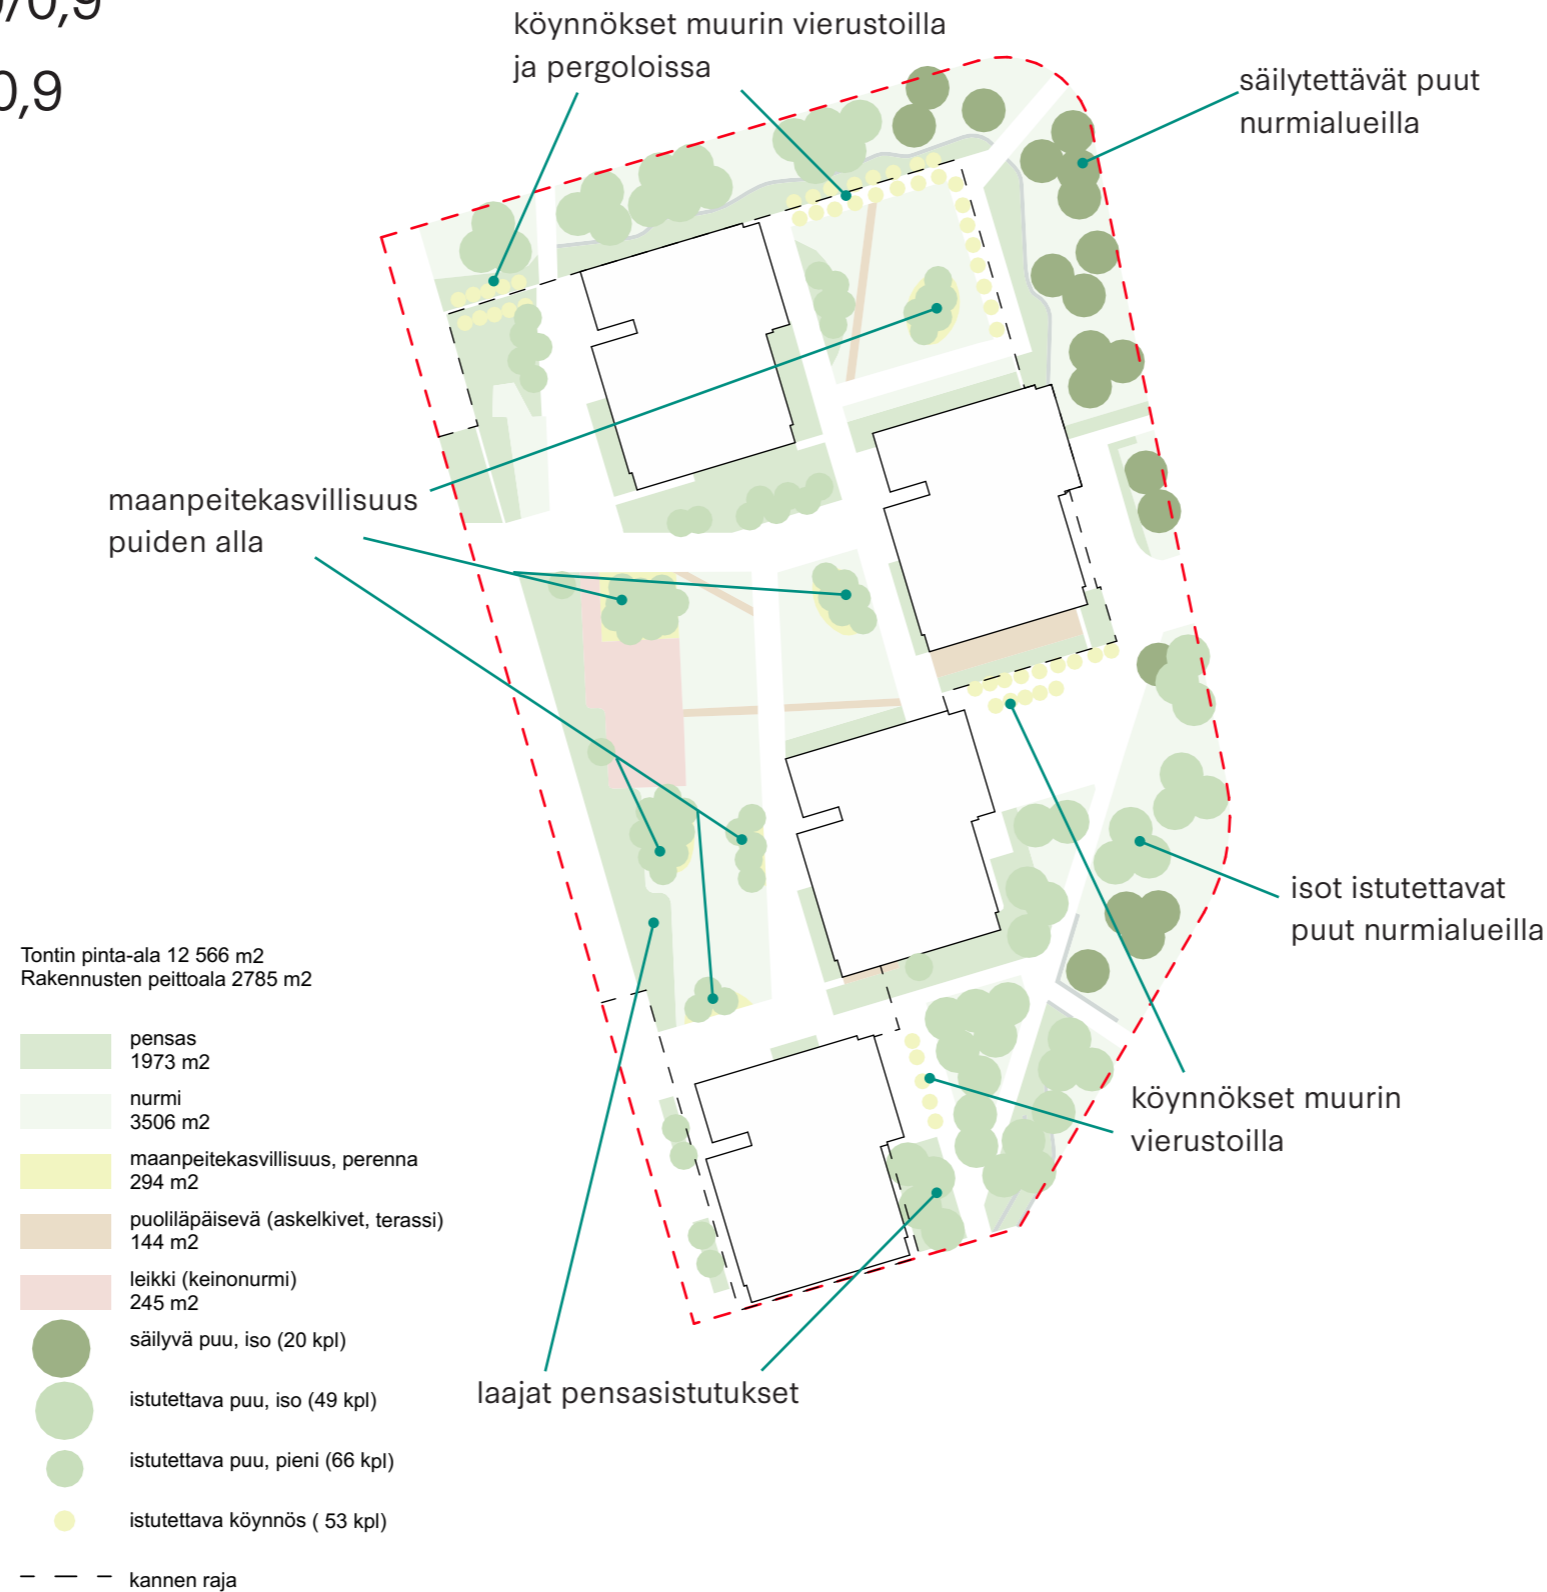 0,9
köynnökset muurin vierustoilla
ja pergoloissa
säilytettävät puut
nurmialueilla
maanpeitekasvillisuus
puiden alla
isot istutettavat
puut nurmialueilla
köynnökset muurin
vierustoilla
laajat pensasistutukset
Tontin pinta-ala 12 566 m2
Rakennusten peittoala 2785 m2
pensas
1973 m2
nurmi
3506 m2
maanpeitekasvillisuus, perenna
294 m2
puoliläpäisevä (askelkivet, terassi)
144 m2
leikki (keinonurmi)
245 m2
säilyvä puu, iso (20 kpl)
istutettava puu, iso (49 kpl)
istutettava puu, pieni (66 kpl)
istutettava köynnös ( 53 kpl)
kannen raja